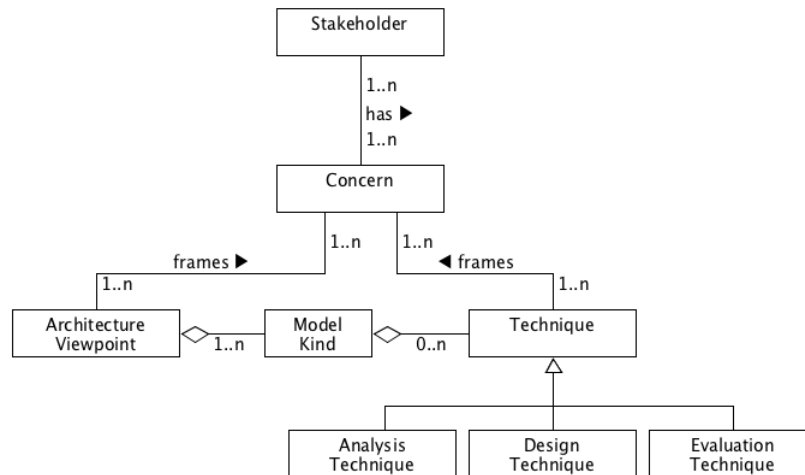 Stakeholder
1..n
has ▶
1..n
Concern
1..n
1..n
frames ▶
◀ frames
1..n
1..n
Architecture
Viewpoint
Model
Kind
Technique
1..n
0..n
Analysis
Technique
Design
Technique
Evaluation
Technique